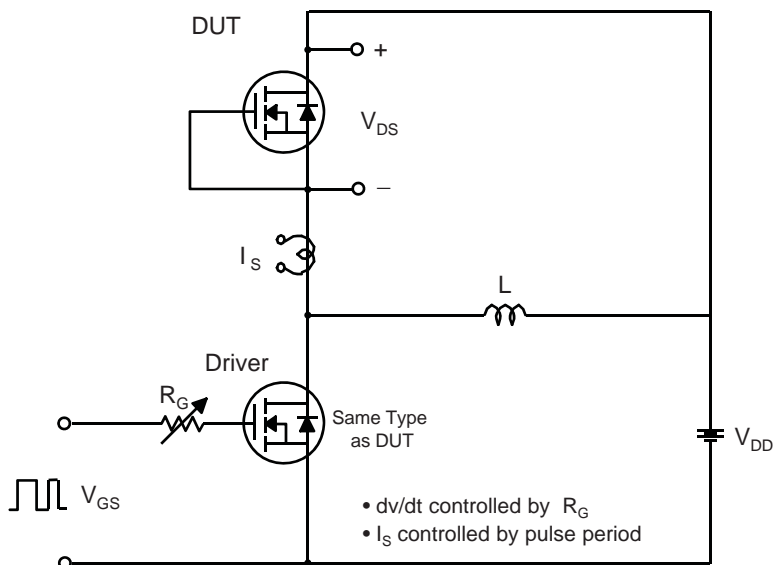 DUT
+
V_DS
−
I_S
L
Driver
R_G
Same Type
as DUT
V_DD
V_GS
• dv/dt controlled by R_G
• I_S controlled by pulse period